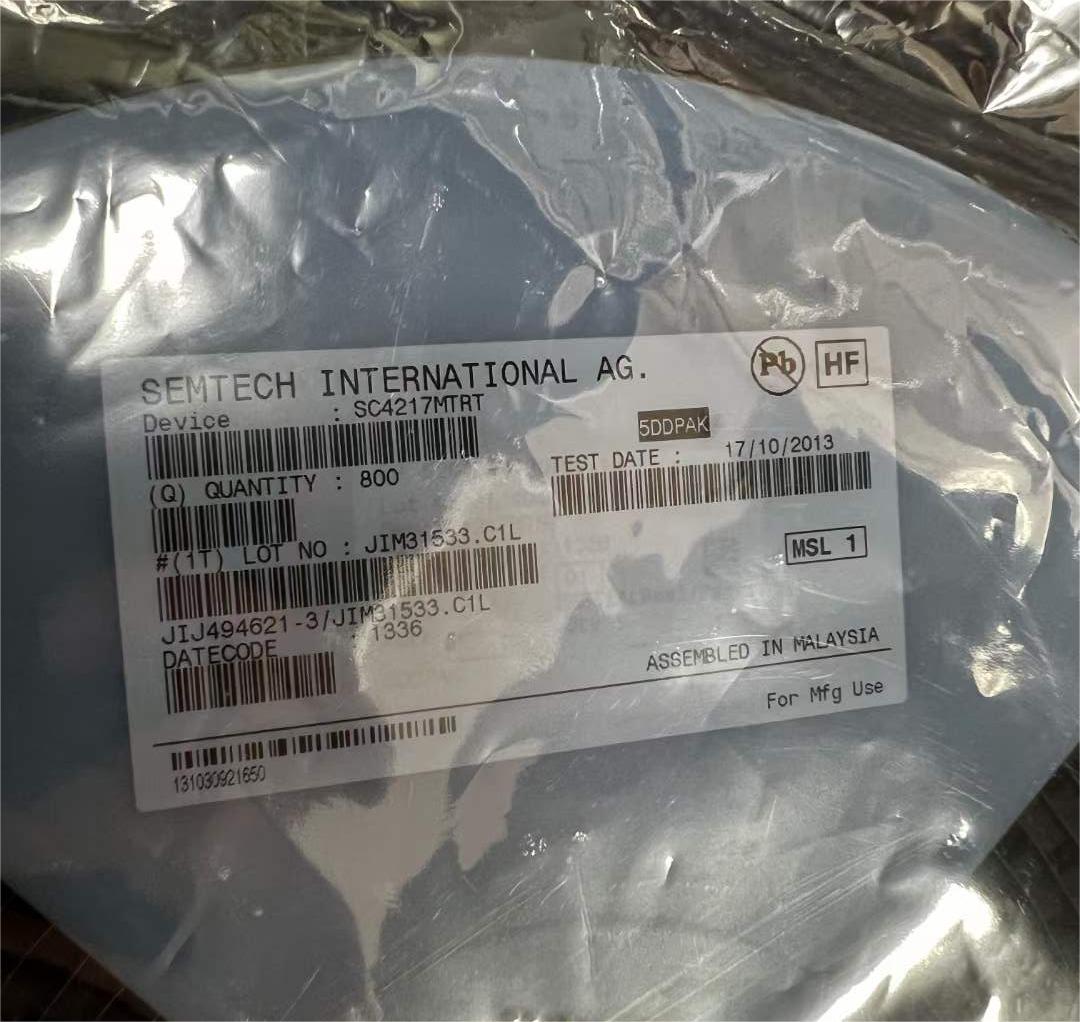 SEMTECH INTERNATIONAL AG.
Pb
HF
Device : SC4217MTRT
5DDPAK
(Q) QUANTITY : 800
TEST DATE : 17/10/2013
#(1T) LOT NO : JIM31533.C1L
MSL 1
JIJ494621-3/JIM31533.C1L
DATECODE 1336
ASSEMBLED IN MALAYSIA
For Mfg Use
131030921650